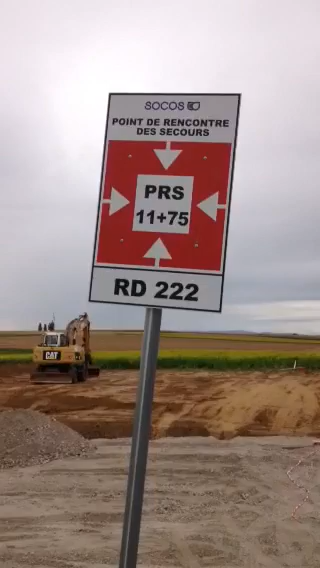 SOCOS
POINT DE RENCONTRE
DES SECOURS
PRS
11+75
RD 222
CAT